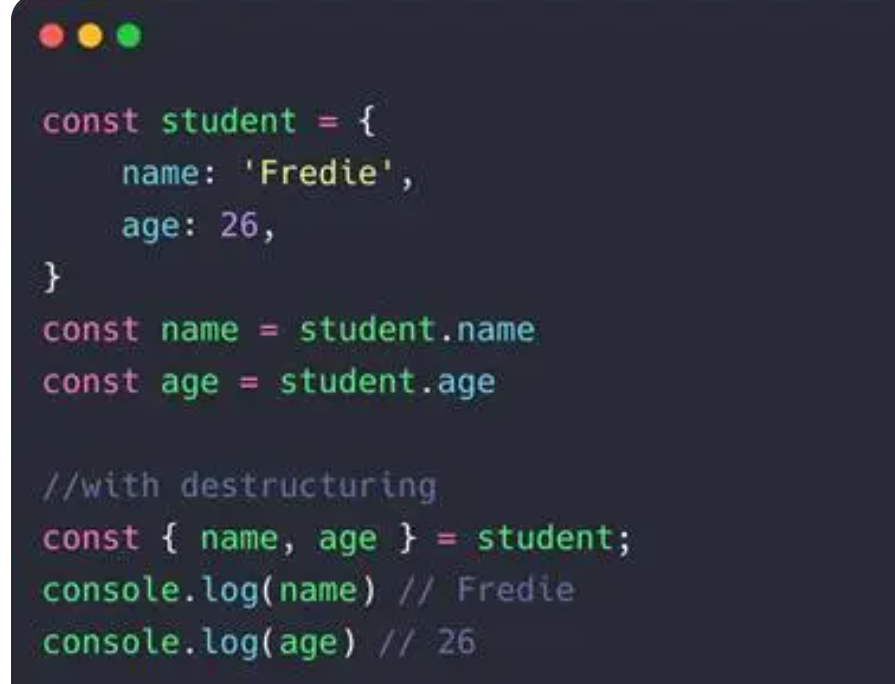 const student = {
    name: 'Fredie',
    age: 26,
}
const name = student.name
const age = student.age

//with destructuring
const { name, age } = student;
console.log(name) // Fredie
console.log(age) // 26